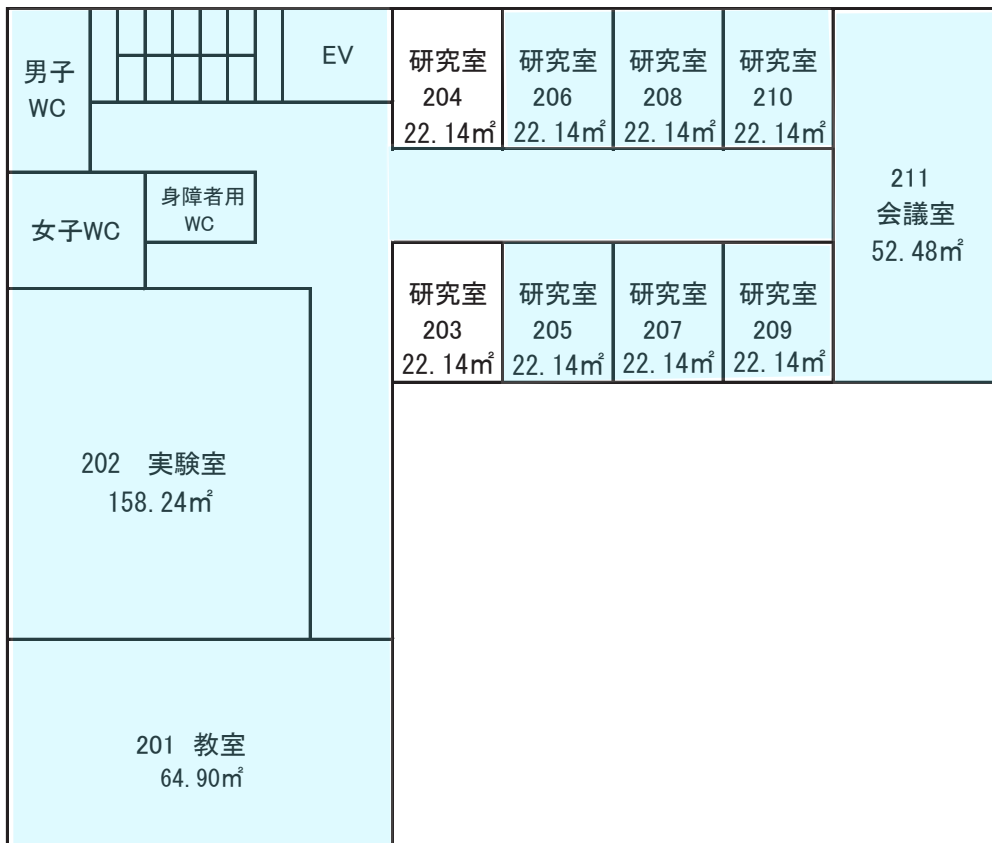 男子
WC
EV
研究室
204
22.14㎡
研究室
206
22.14㎡
研究室
208
22.14㎡
研究室
210
22.14㎡
211
会議室
52.48㎡
女子WC
身障者用
WC
研究室
203
22.14㎡
研究室
205
22.14㎡
研究室
207
22.14㎡
研究室
209
22.14㎡
202　実験室
158.24㎡
201 教室
64.90㎡